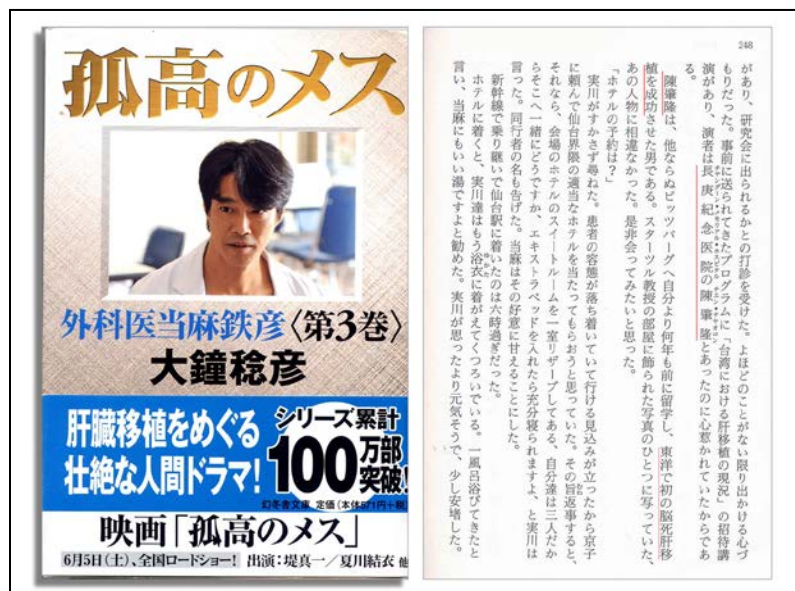 孤高のメス
外科医当麻鉄彦〈第3巻〉
大鐘稔彦
肝臓移植をめぐる
壮絶な人間ドラマ!
シリーズ累計
100万部
突破!
幻冬舎文庫 定価(本体571円+税)
映画「孤高のメス」
6月5日(土)、全国ロードショー! 出演:堤真一/夏川結衣 他
248
があり、研究会に出られるかとの打診を受けた。よほどのことがない限り出かける心づ
もりだった。事前に送られてきたプログラムに「台湾における肝移植の現況」の招待講
演があり、演者は長庚紀念医院の陳肇隆とあったのに心惹かれていたからであ
る。
陳肇隆は、他ならぬピッツバーグへ自分より何年も前に留学し、東洋で初の脳死肝移
植を成功させた男である。スターツル教授の部屋に飾られた写真のひとつに写っていた、
あの人物に相違なかった。是非会ってみたいと思った。
「ホテルの予約は?」
実川がすかさず尋ねた。患者の容態が落ち着いていて行ける見込みが立ったから京子
に頼んで仙台界隈の適当なホテルを当たってもらおうと思っていた。その旨返事すると、
それなら、会場のホテルのスイートルームを一室リザーブしてある、自分達は三人だか
らそこへ一緒にどうですか、エキストラベッドを入れたら充分寝られますよ、と実川は
言った。同行者の名も告げた。当麻はその好意に甘えることにした。
新幹線で乗り継いで仙台駅に着いたのは六時過ぎだった。
ホテルに着くと、実川達はもう浴衣に着がえてくつろいでいる。一風呂浴びてきたと
言い、当麻にもいい湯ですよと勧めた。実川が思ったより元気そうで、少し安堵した。